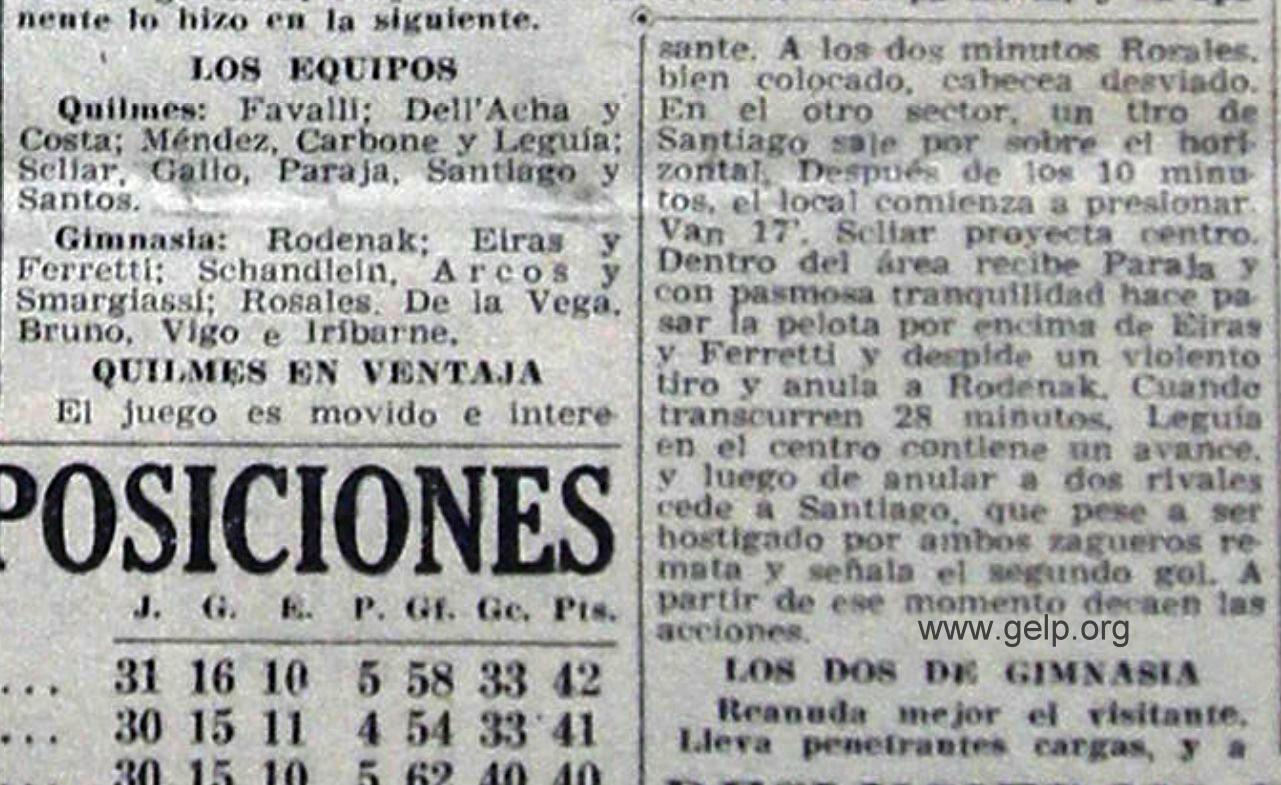 nente lo hizo en la siguiente.
LOS EQUIPOS
Quilmes: Favalli; Dell'Acha y
Costa; Méndez, Carbone y Leguía;
Scliar, Gallo, Paraja, Santiago y
Santos.
Gimnasia: Rodenak; Eiras y
Ferretti; Schandlein, Arcos y
Smargiassi; Rosales, De la Vega,
Bruno, Vigo e Iribarne.
QUILMES EN VENTAJA
El juego es movido e intere-
POSICIONES
J. G. E. P. Gf. Gc. Pts.
... 31 16 10 5 58 33 42
... 30 15 11 4 54 33 41
30 15 10 5 62 40 40
sante. A los dos minutos Rosales,
bien colocado, cabecea desviado.
En el otro sector, un tiro de
Santiago sale por sobre el hori-
zontal. Después de los 10 minu-
tos, el local comienza a presionar.
Van 17'. Scliar proyecta centro.
Dentro del área recibe Paraja y
con pasmosa tranquilidad hace pa-
sar la pelota por encima de Eiras
y Ferretti y despide un violento
tiro y anula a Rodenak. Cuando
transcurren 28 minutos, Leguía
en el centro contiene un avance,
y luego de anular a dos rivales
cede a Santiago, que pese a ser
hostigado por ambos zagueros re-
mata y señala el segundo gol. A
partir de ese momento decaen las
acciones.
www.gelp.org
LOS DOS DE GIMNASIA
Reanuda mejor el visitante.
Lleva penetrantes cargas, y a